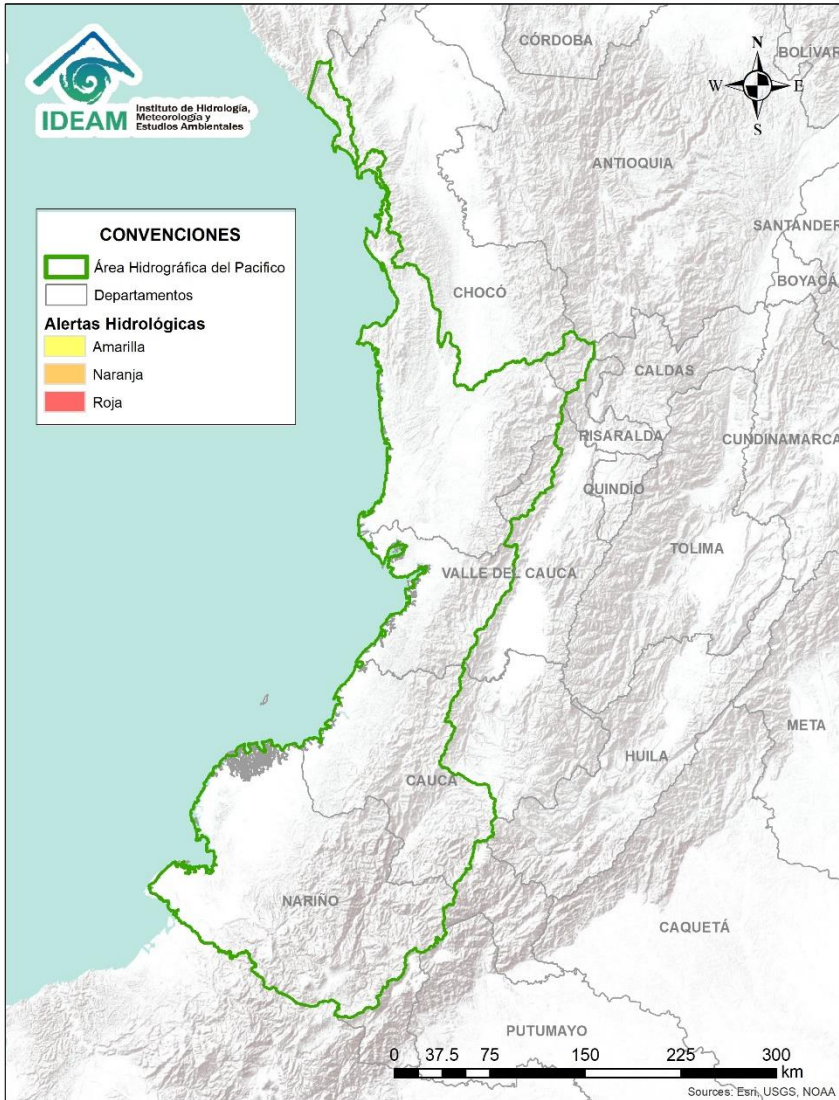 IDEAM
Instituto de Hidrología,
Meteorología y
Estudios Ambientales
CÓRDOBA
BOLÍVAR
N
W
E
S
ANTIOQUIA
SANTANDER
CONVENCIONES
Área Hidrográfica del Pacifico
Departamentos
Alertas Hidrológicas
Amarilla
Naranja
Roja
BOYACÁ
CHOCÓ
CALDAS
RISARALDA
CUNDINAMARCA
QUINDÍO
TOLIMA
VALLE DEL CAUCA
META
HUILA
CAUCA
NARIÑO
CAQUETÁ
PUTUMAYO
0 37.5 75 150 225 300
km
Sources: Esri, USGS, NOAA